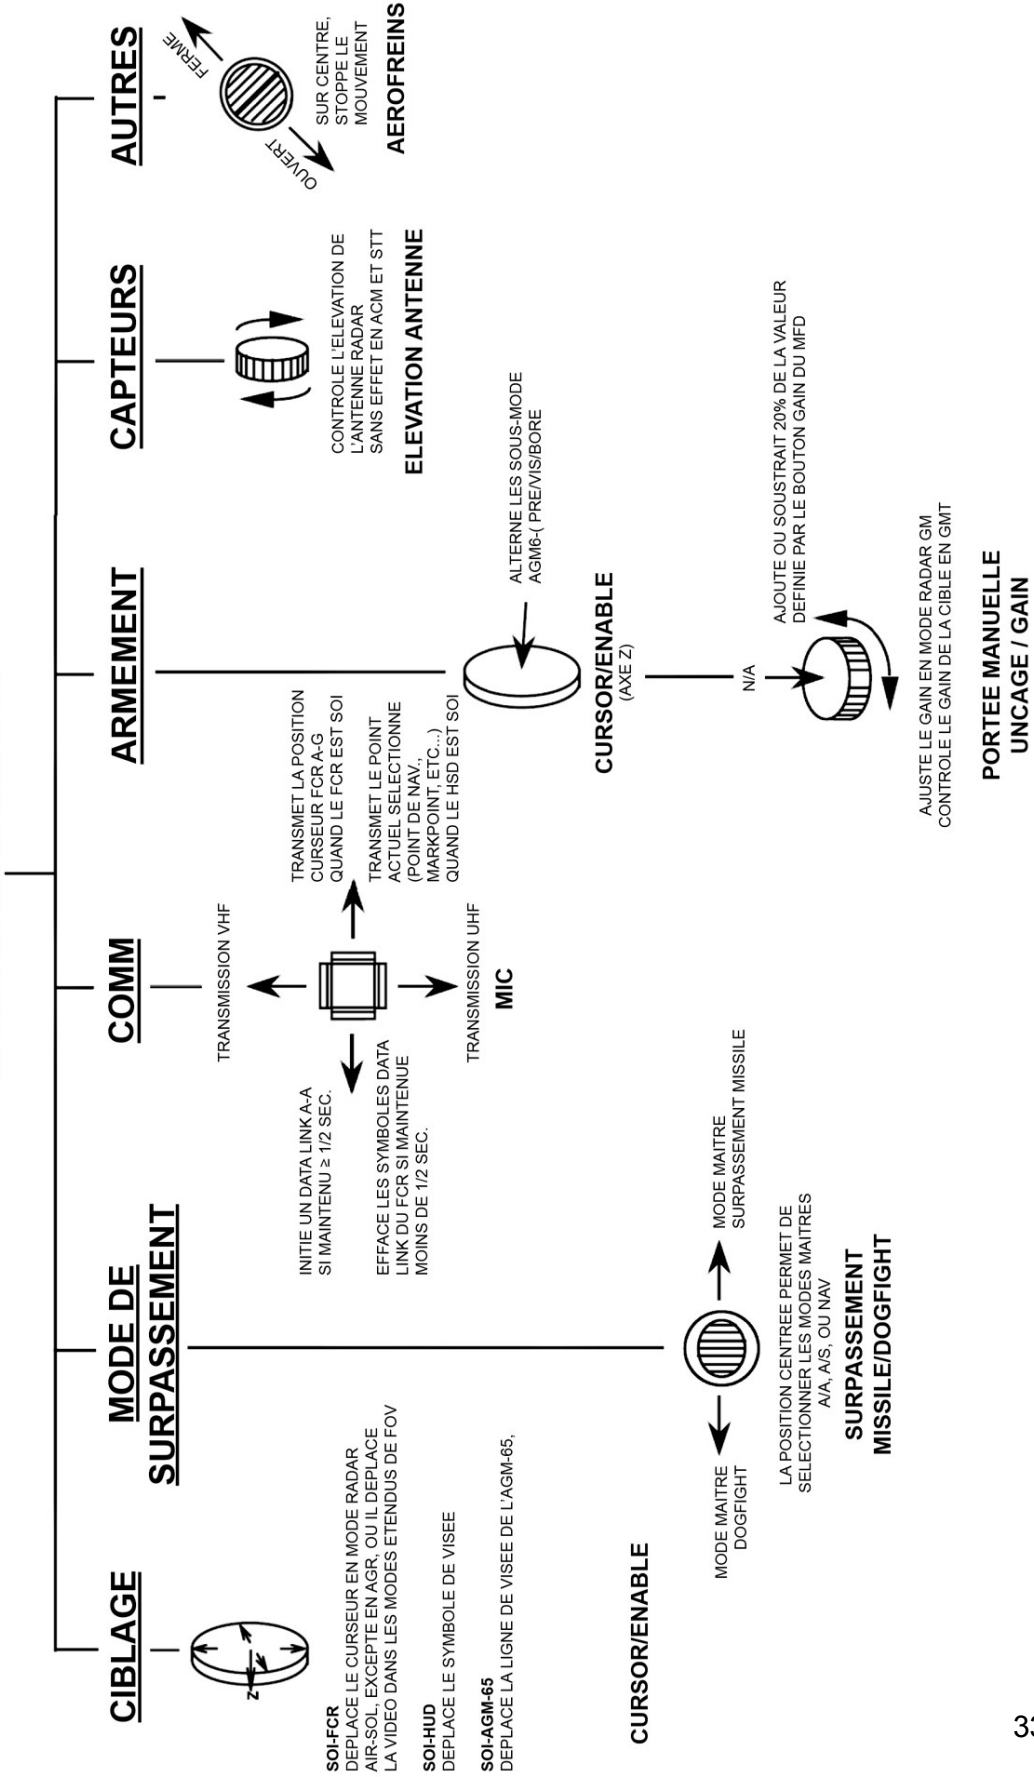 CIBLAGE
SOI-FCR
DEPLACE LE CURSEUR EN MODE RADAR
AIR-SOL, EXCEPTE EN AGR, OU IL DEPLACE
LA VIDEO DANS LES MODES ETENDUS DE FOV
SOI-HUD
DEPLACE LE SYMBOLE DE VISEE
SOI-AGM-65
DEPLACE LA LIGNE DE VISEE DE L'AGM-65,
Z
CURSOR/ENABLE
MODE DE
SURPASSEMENT
MODE MAITRE
DOGFIGHT
MODE MAITRE
SURPASSEMENT MISSILE
LA POSITION CENTREE PERMET DE
SELECTIONNER LES MODES MAITRES
A/A, A/S, OU NAV
SURPASSEMENT
MISSILE/DOGFIGHT
COMM
TRANSMISSION VHF
INITIE UN DATA LINK A-A
SI MAINTENU ≥ 1/2 SEC.
EFFACE LES SYMBOLES DATA
LINK DU FCR SI MAINTENUE
MOINS DE 1/2 SEC.
TRANSMET LA POSITION
CURSEUR FCR A-G
QUAND LE FCR EST SOI
TRANSMET LE POINT
ACTUEL SELECTIONNE
(POINT DE NAV.,
MARKPOINT, ETC...)
QUAND LE HSD EST SOI
TRANSMISSION UHF
MIC
ARMEMENT
ALTERNE LES SOUS-MODE
AGM6-( PRE/VIS/BORE
CURSOR/ENABLE
(AXE Z)
N/A
AJOUTE OU SOUSTRAIT 20% DE LA VALEUR
DEFINIE PAR LE BOUTON GAIN DU MFD
AJUSTE LE GAIN EN MODE RADAR GM
CONTROLE LE GAIN DE LA CIBLE EN GMT
PORTEE MANUELLE
UNCAGE / GAIN
CAPTEURS
CONTROLE L'ELEVATION DE
L'ANTENNE RADAR
SANS EFFET EN ACM ET STT
ELEVATION ANTENNE
AUTRES
FERME
OUVERT
SUR CENTRE,
STOPPE LE
MOUVEMENT
AEROFREINS